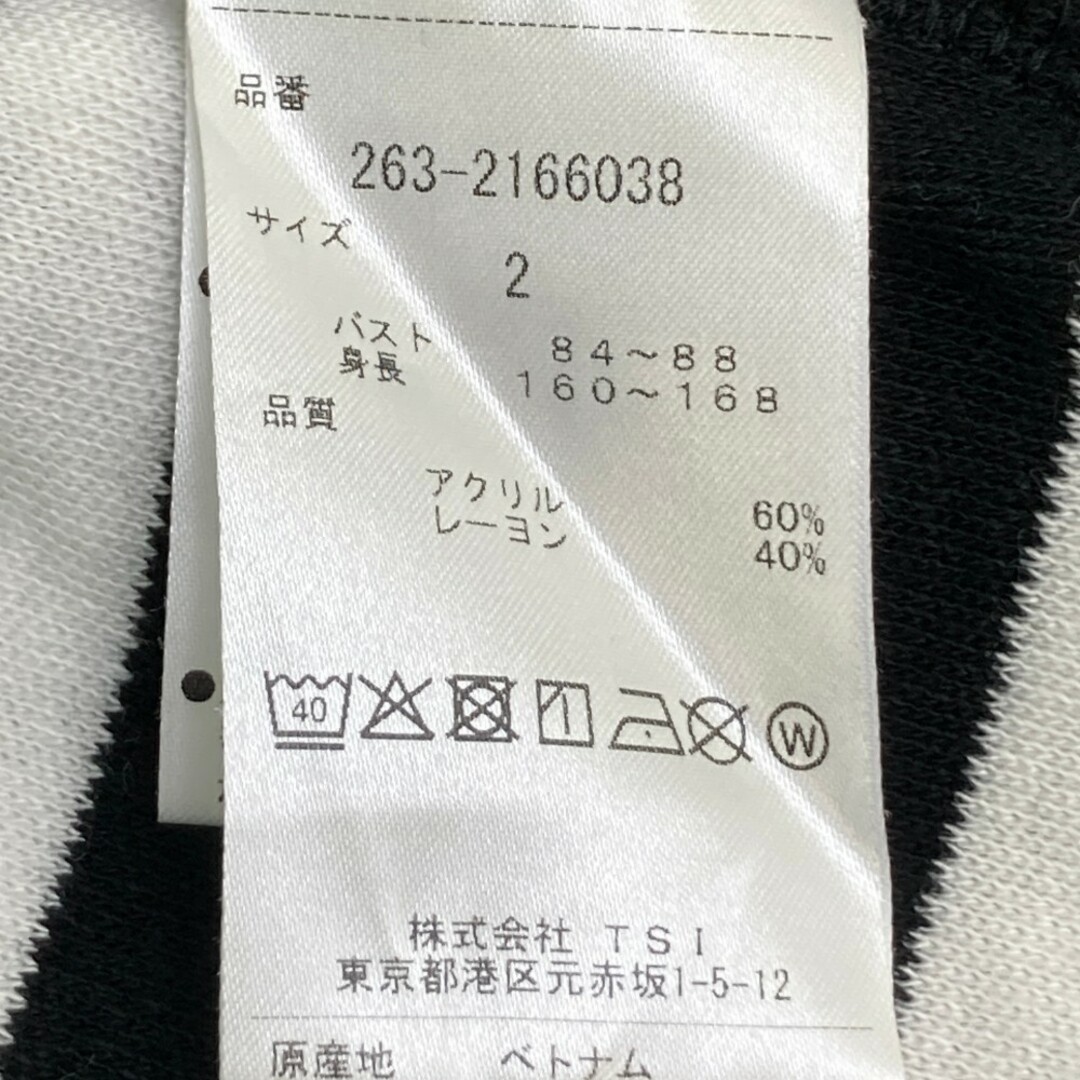 品番
263-2166038
サイズ
2
バスト 84～88
身長 160～168
品質
アクリル 60%
レーヨン 40%
40
W
株式会社 TSI
東京都港区元赤坂1-5-12
原産地 ベトナム